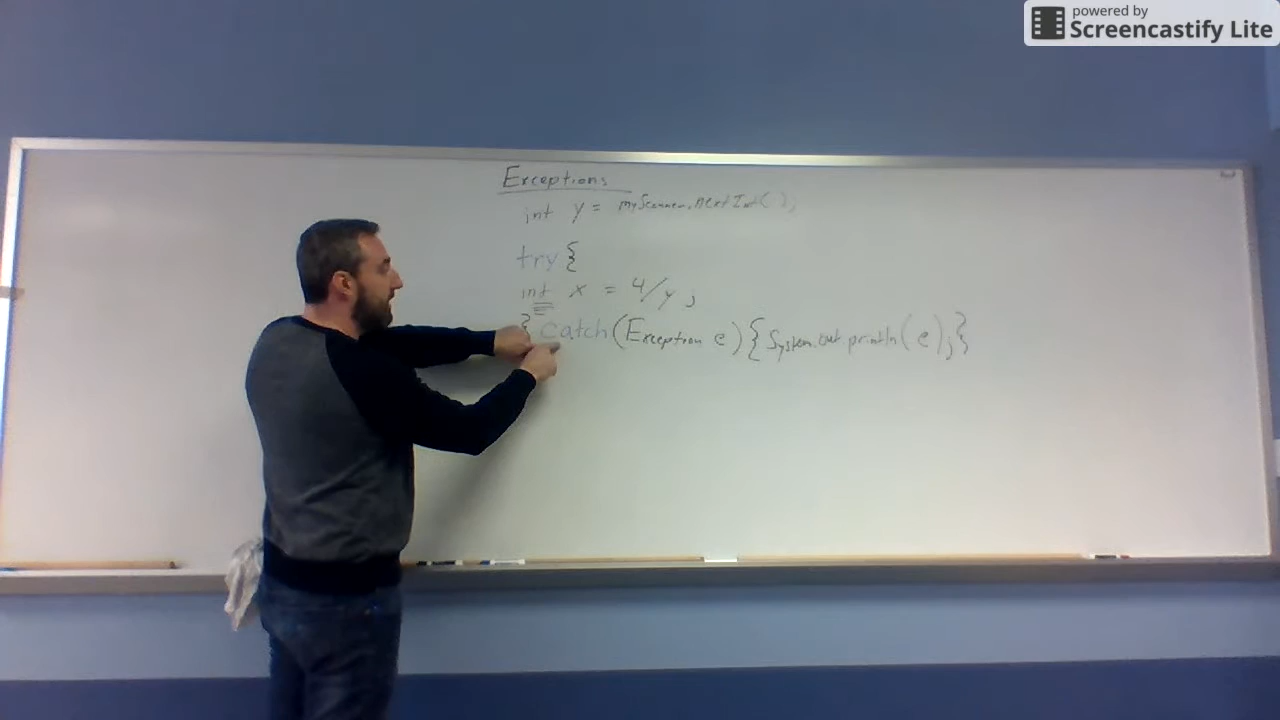 powered by
Screencastify Lite
Exceptions
int y = myScanner.nextInt();
try {
int x = 4/y ;
} catch(Exception e){System.out.println(e);}